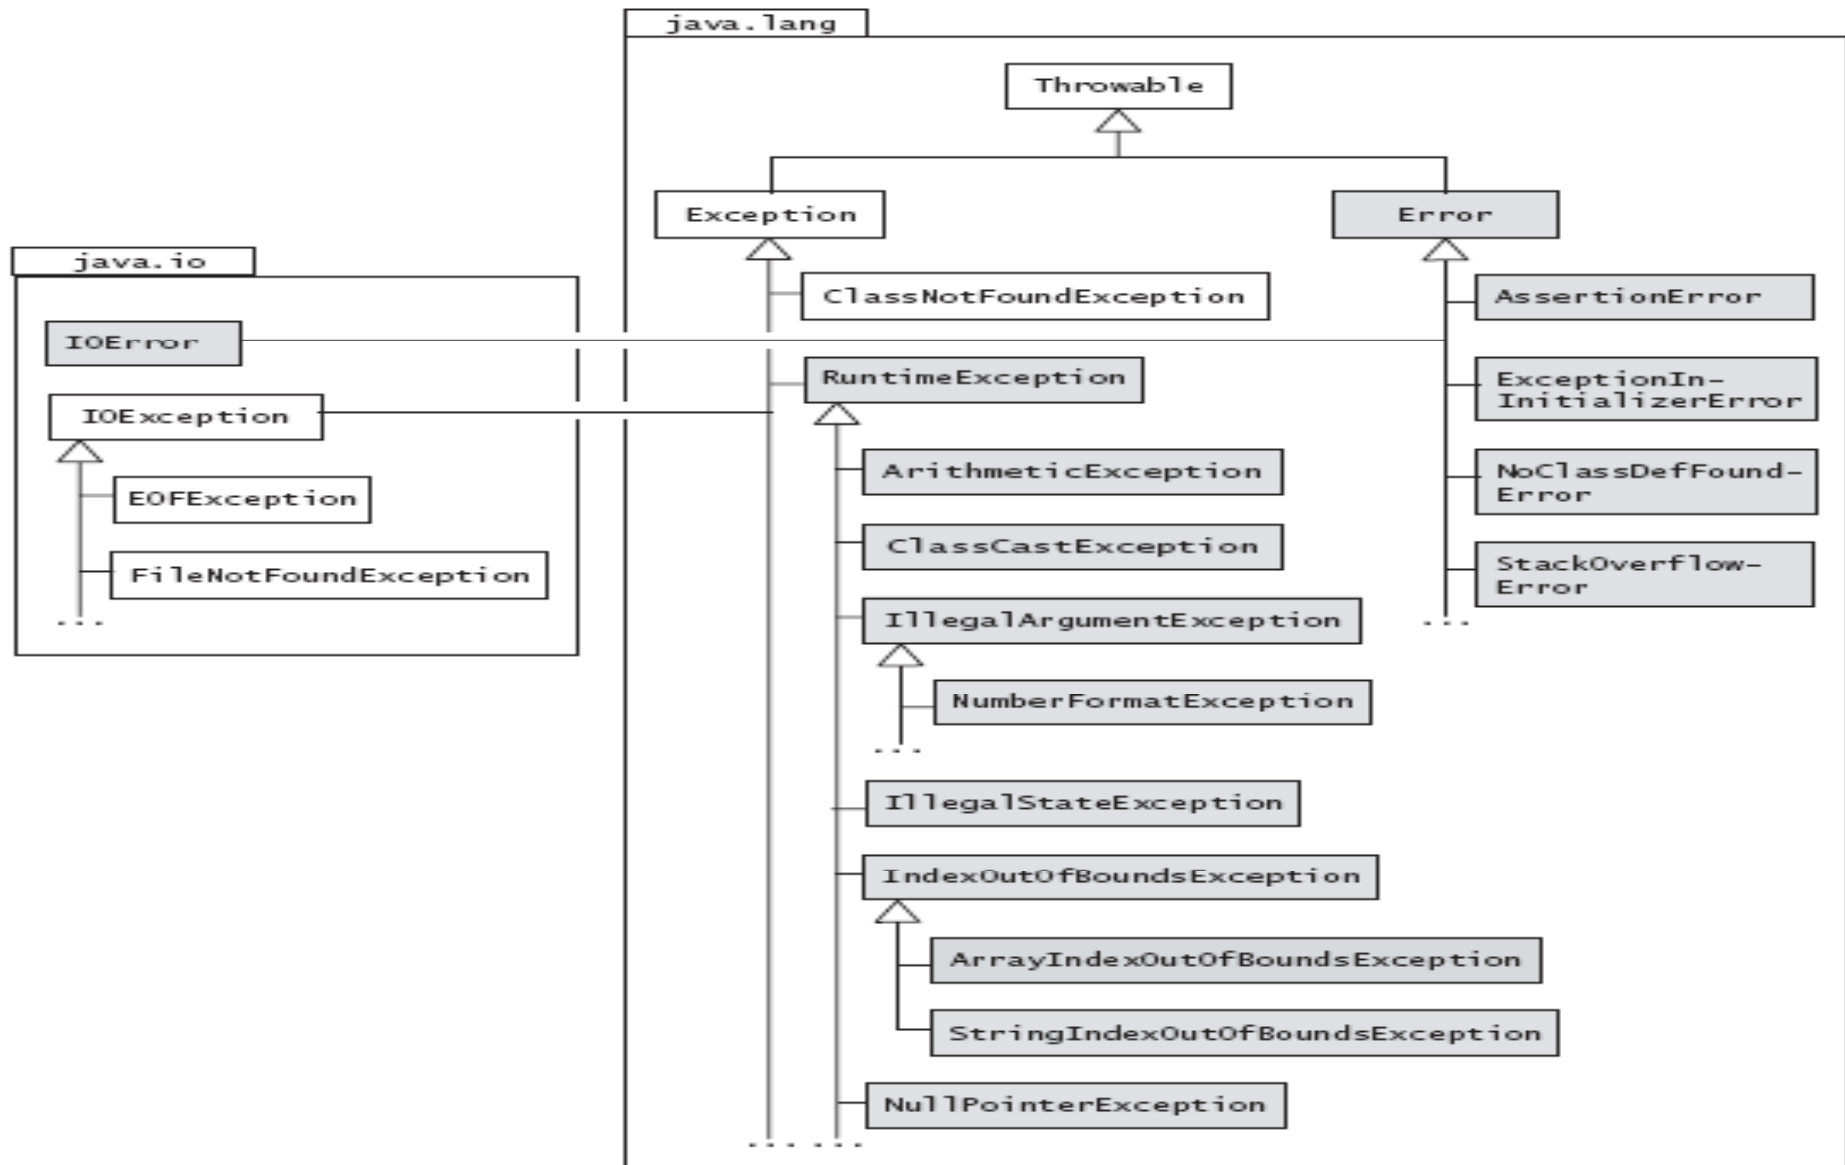 java.lang
Throwable
Exception
Error
java.io
ClassNotFoundException
AssertionError
IOError
RuntimeException
ExceptionIn-
InitializerError
IOException
ArithmeticException
NoClassDefFound-
Error
EOFException
ClassCastException
StackOverflow-
Error
FileNotFoundException
IllegalArgumentException
...
...
NumberFormatException
...
IllegalStateException
IndexOutOfBoundsException
ArrayIndexOutOfBoundsException
StringIndexOutOfBoundsException
NullPointerException
... ...